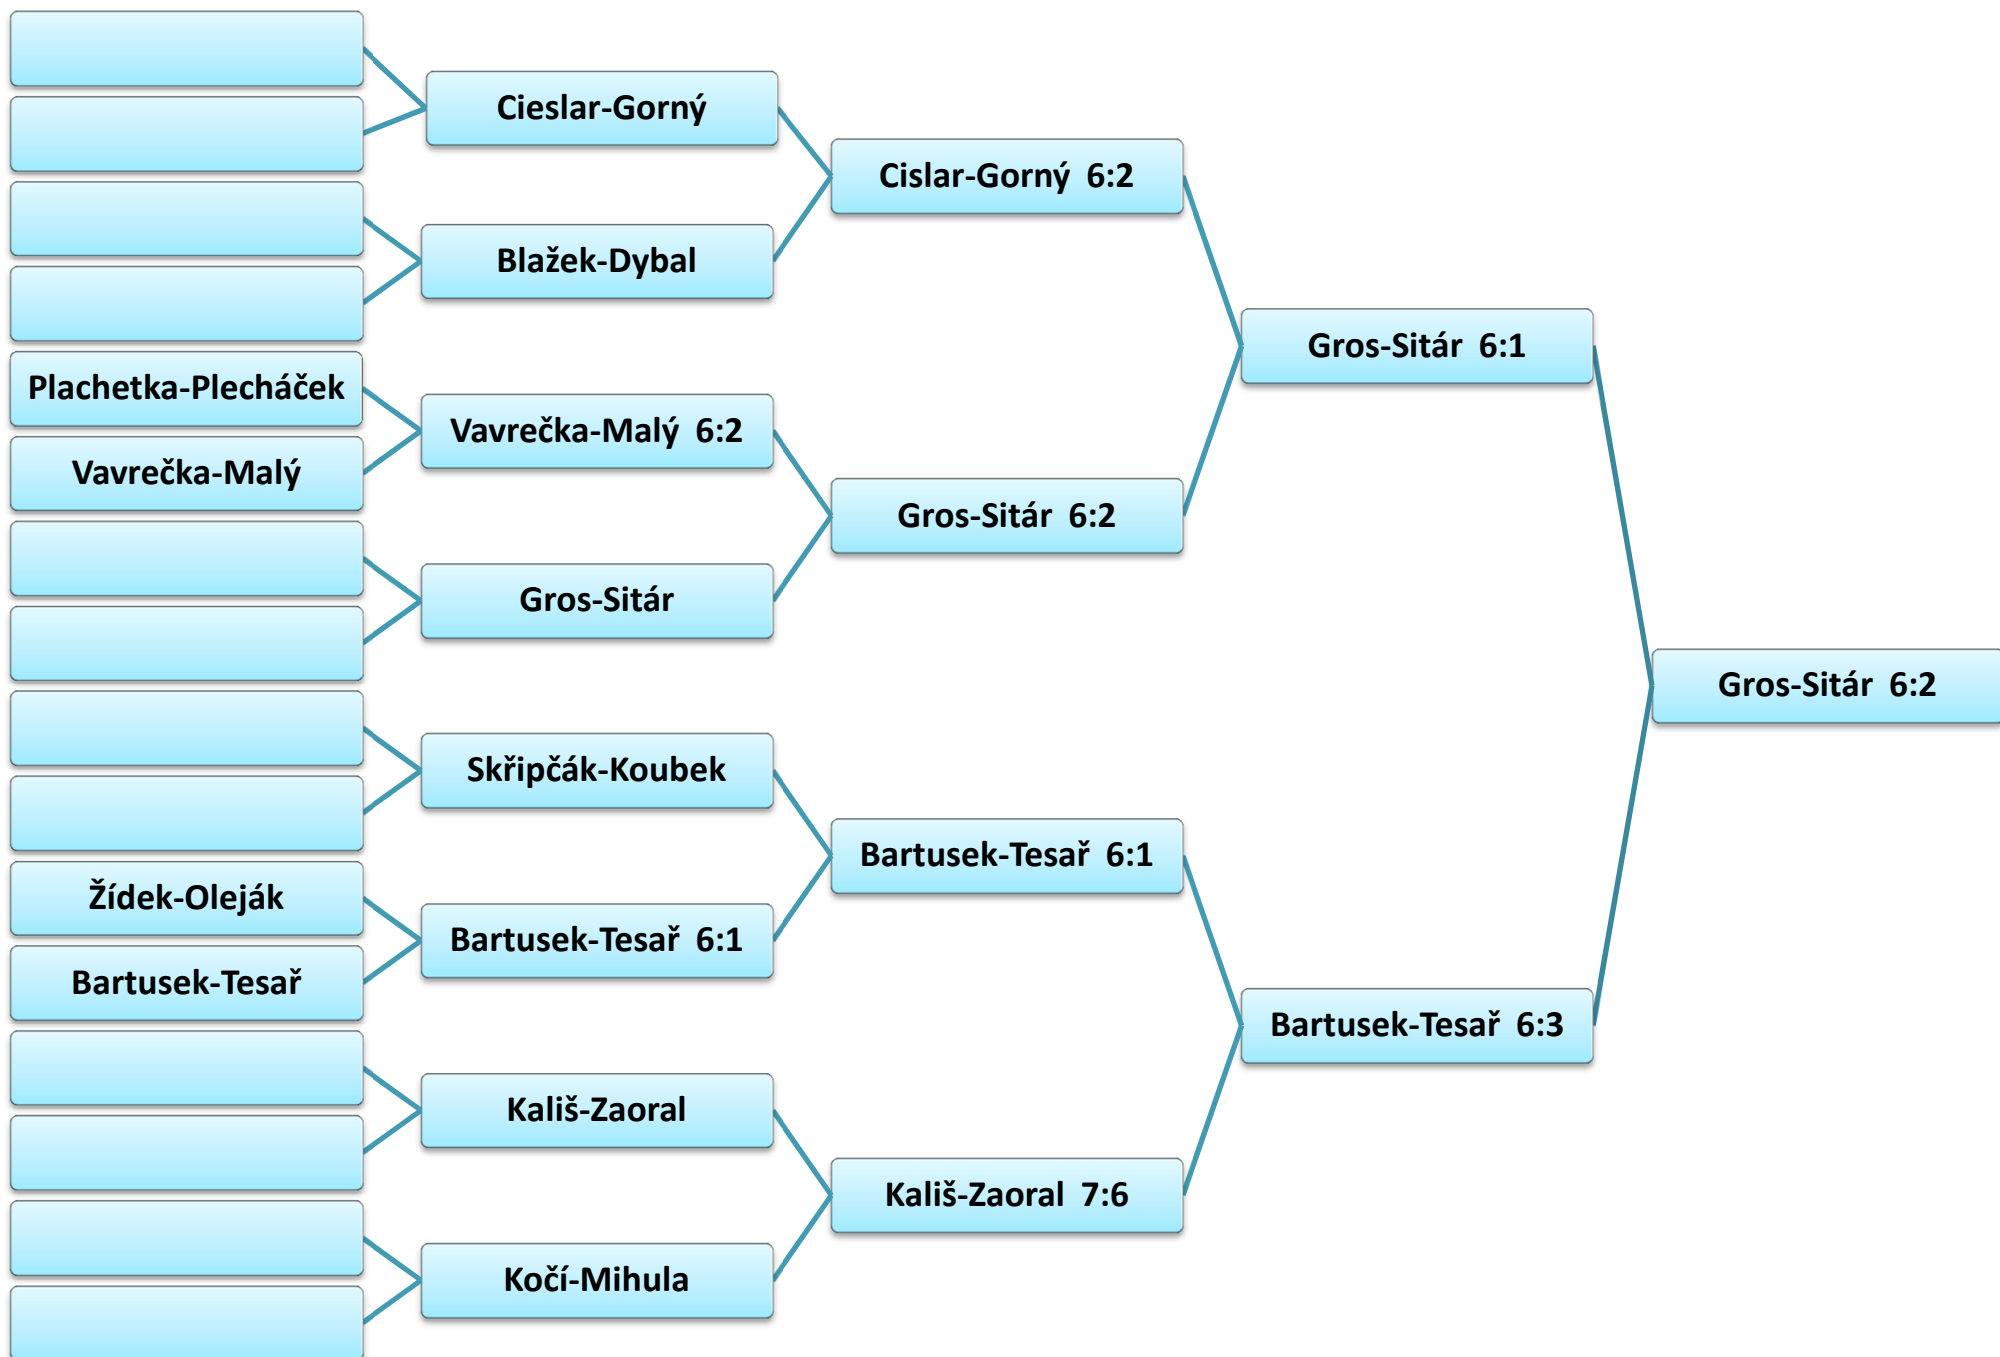 Cieslar-Gorný
Cislar-Gorný 6:2
Blažek-Dybal
Gros-Sitár 6:1
Plachetka-Plecháček
Vavrečka-Malý 6:2
Vavrečka-Malý
Gros-Sitár 6:2
Gros-Sitár
Gros-Sitár 6:2
Skřipčák-Koubek
Bartusek-Tesař 6:1
Žídek-Oleják
Bartusek-Tesař 6:1
Bartusek-Tesař
Bartusek-Tesař 6:3
Kališ-Zaoral
Kališ-Zaoral 7:6
Kočí-Mihula